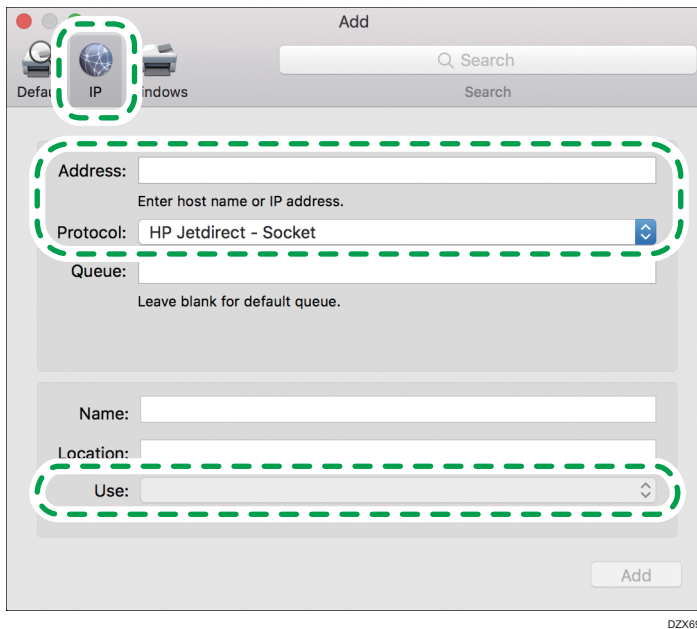 Add
Search
Defau IP indows Search
Address:
Enter host name or IP address.
Protocol: HP Jetdirect - Socket
Queue:
Leave blank for default queue.
Name:
Location:
Use:
Add